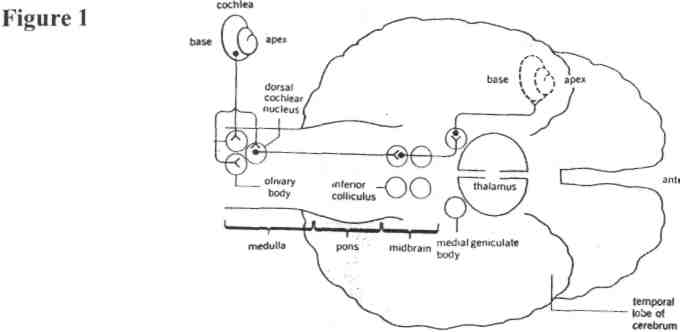 Figure 1
cochlea
base
apex
dorsal
cochlear
nucleus
base
apex
olivary
body
inferior
colliculus
thalamus
ante
medulla
pons
midbrain
medial geniculate
body
temporal
lobe of
cerebrum